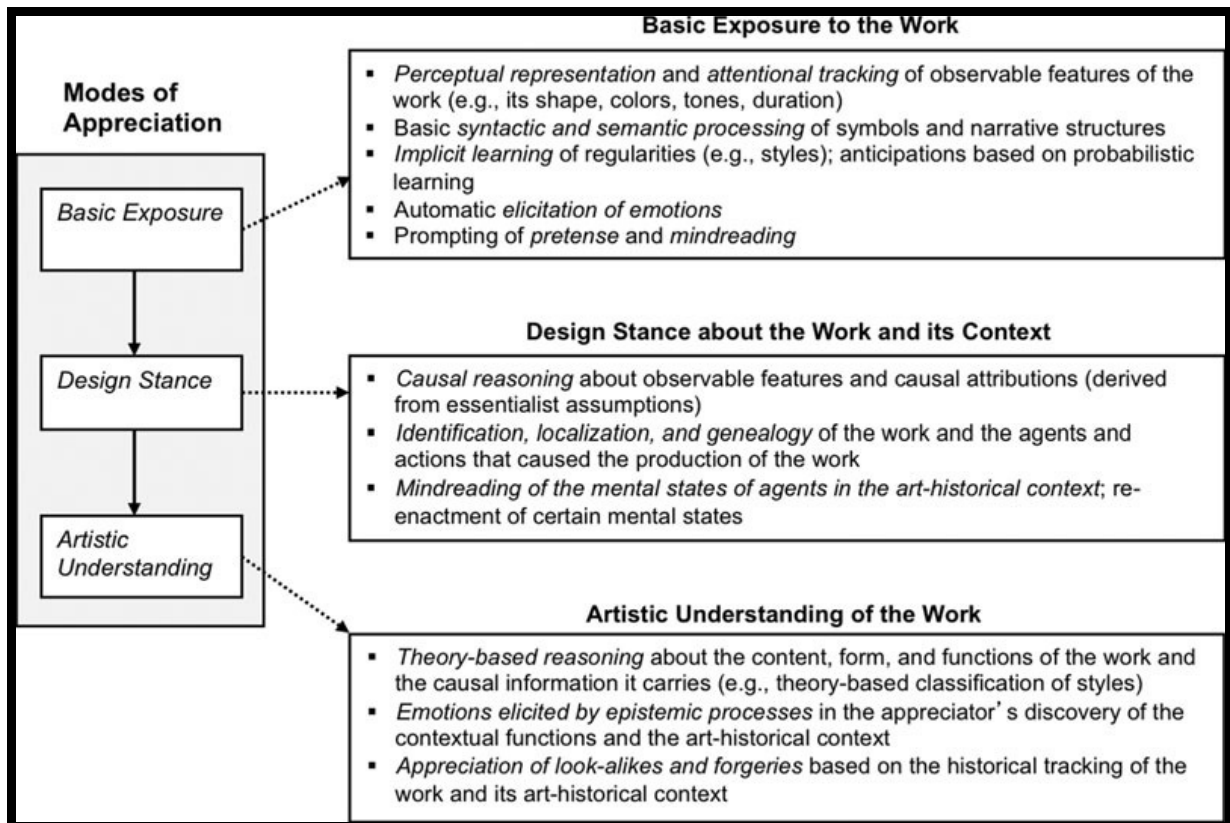 Modes of
Appreciation
Basic Exposure
Design Stance
Artistic
Understanding
Basic Exposure to the Work
▪ Perceptual representation and attentional tracking of observable features of the
work (e.g., its shape, colors, tones, duration)
▪ Basic syntactic and semantic processing of symbols and narrative structures
▪ Implicit learning of regularities (e.g., styles); anticipations based on probabilistic
learning
▪ Automatic elicitation of emotions
▪ Prompting of pretense and mindreading
Design Stance about the Work and its Context
▪ Causal reasoning about observable features and causal attributions (derived
from essentialist assumptions)
▪ Identification, localization, and genealogy of the work and the agents and
actions that caused the production of the work
▪ Mindreading of the mental states of agents in the art-historical context; re-
enactment of certain mental states
Artistic Understanding of the Work
▪ Theory-based reasoning about the content, form, and functions of the work and
the causal information it carries (e.g., theory-based classification of styles)
▪ Emotions elicited by epistemic processes in the appreciator’s discovery of the
contextual functions and the art-historical context
▪ Appreciation of look-alikes and forgeries based on the historical tracking of the
work and its art-historical context